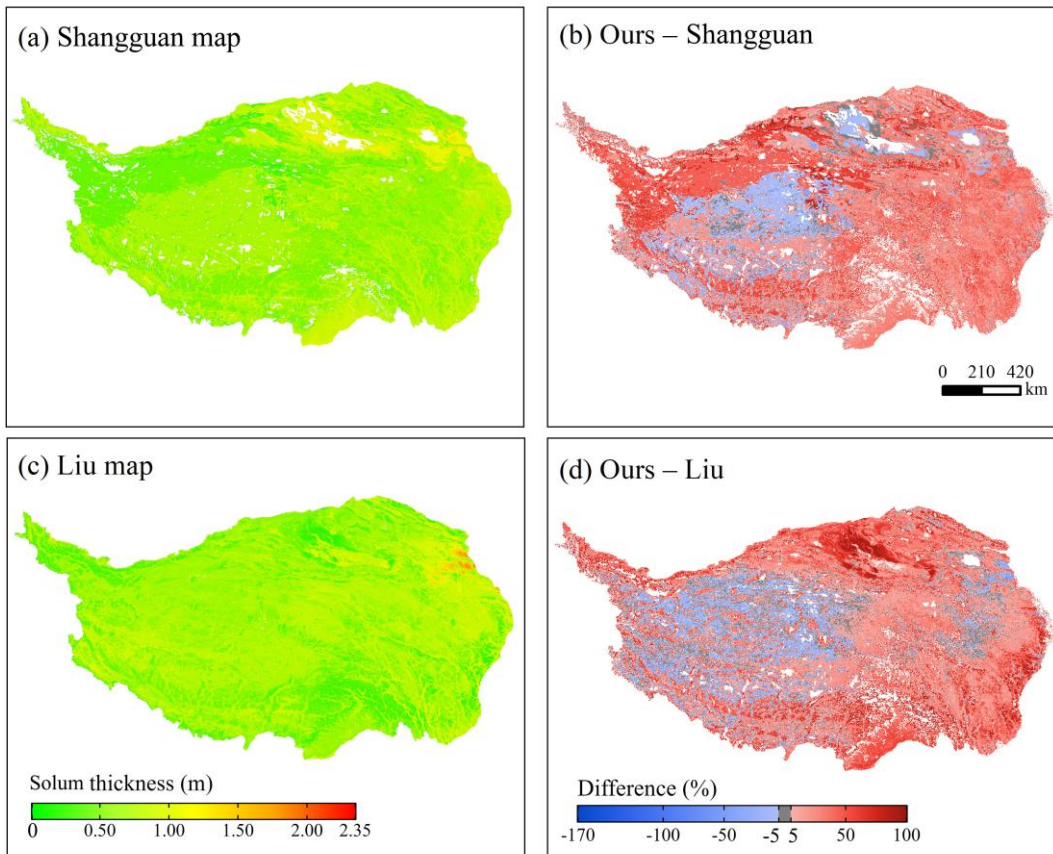 (a) Shangguan map
(b) Ours – Shangguan
0 210 420
km
(c) Liu map
(d) Ours – Liu
Solum thickness (m)
0 0.50 1.00 1.50 2.00 2.35
Difference (%)
-170 -100 -50 -5 5 50 100